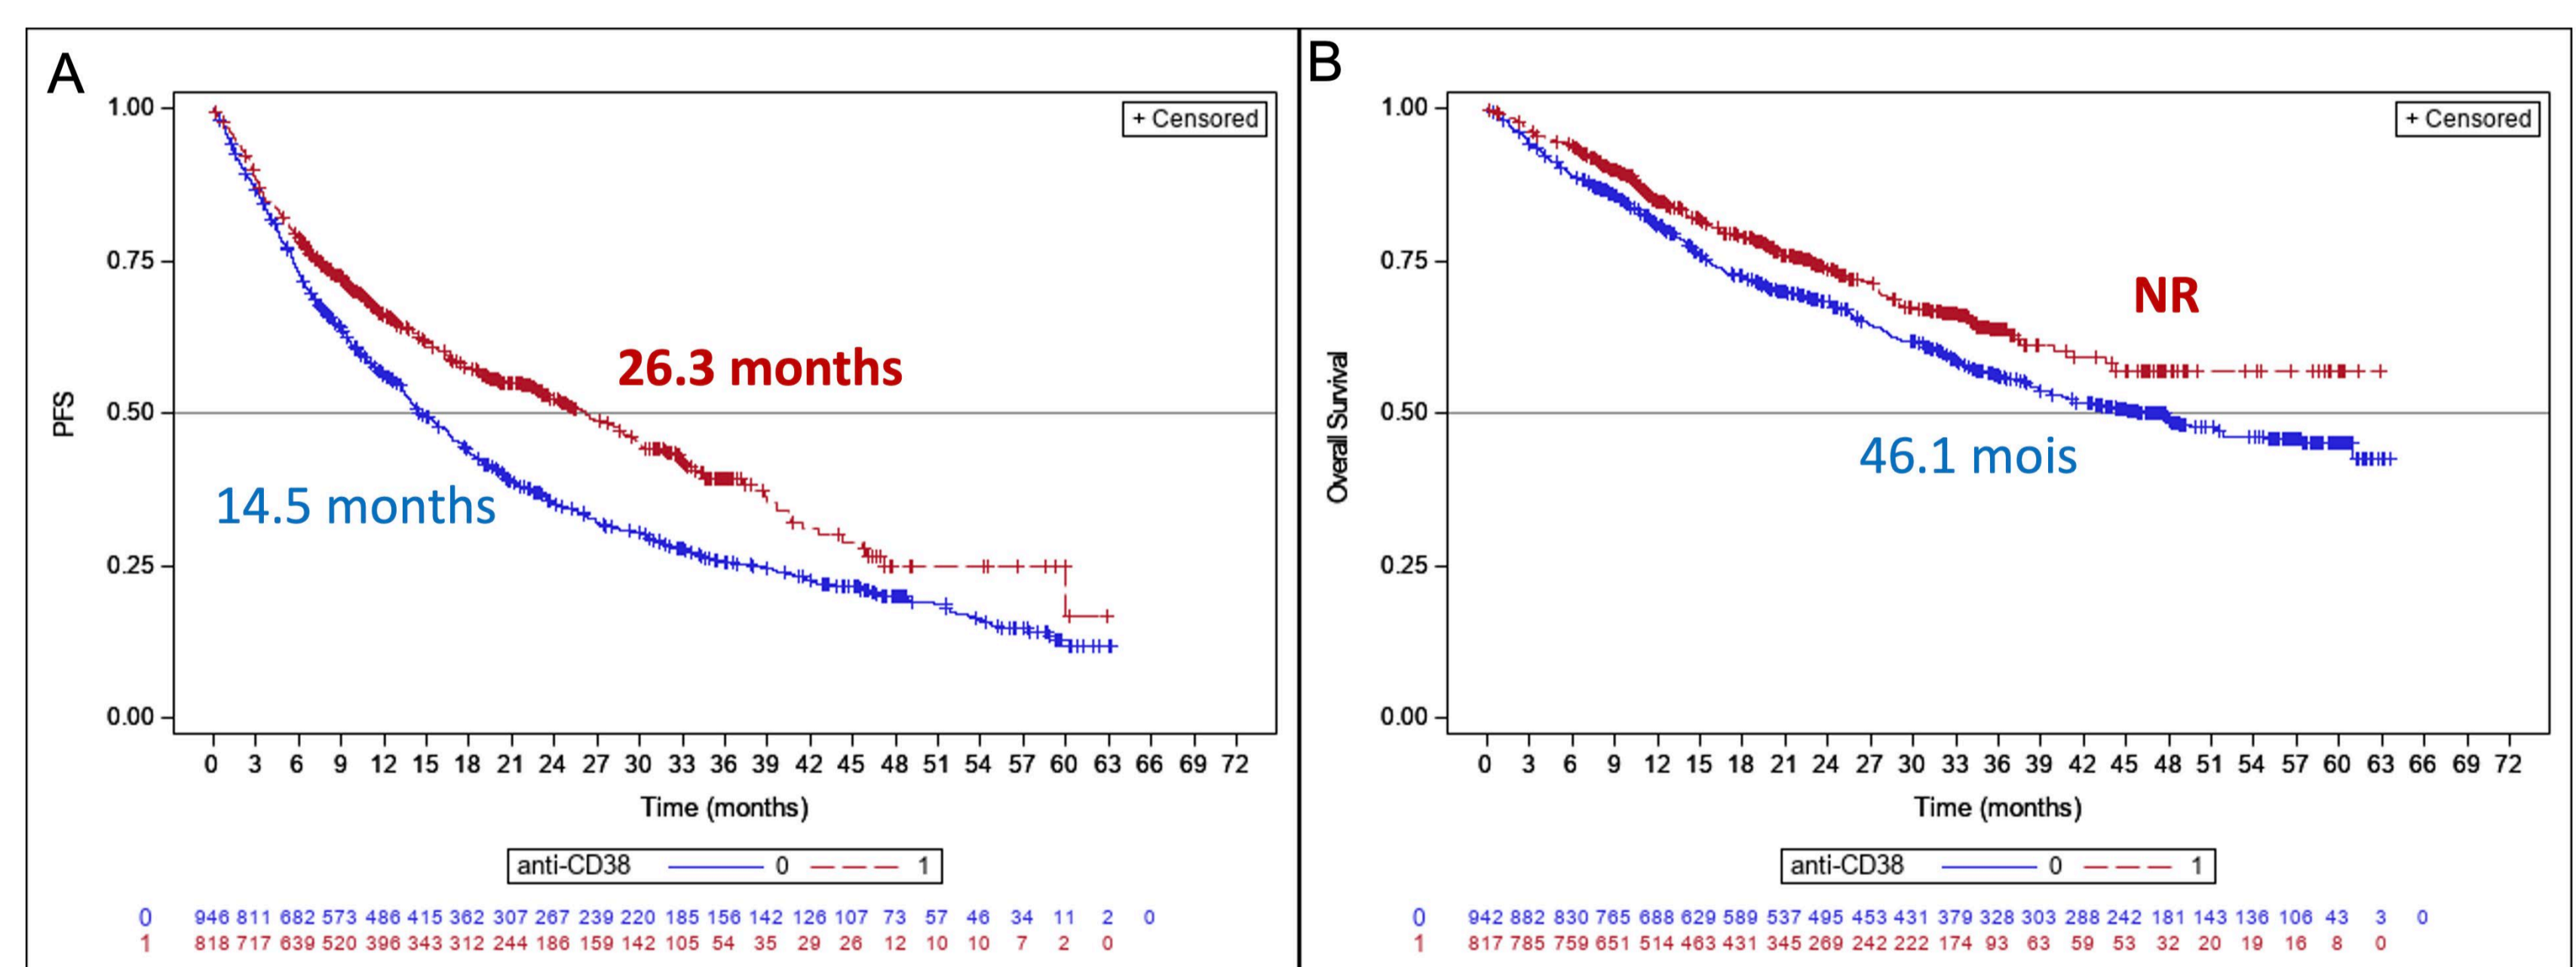 A
1.00
0.75
0.50
0.25
0.00
PFS
+ Censored
26.3 months
14.5 months
0 3 6 9 12 15 18 21 24 27 30 33 36 39 42 45 48 51 54 57 60 63 66 69 72
Time (months)
anti-CD38 0 1
0 946 811 682 573 486 415 362 307 267 239 220 185 156 142 126 107 73 57 46 34 11 2 0
1 818 717 639 520 396 343 312 244 186 159 142 105 54 35 29 26 12 10 10 7 2 0
B
1.00
0.75
0.50
0.25
0.00
Overall Survival
+ Censored
NR
46.1 mois
0 3 6 9 12 15 18 21 24 27 30 33 36 39 42 45 48 51 54 57 60 63 66 69 72
Time (months)
anti-CD38 0 1
0 942 882 830 765 688 629 589 537 495 453 431 379 328 303 288 242 181 143 136 106 43 3 0
1 817 785 759 651 514 463 431 345 269 242 222 174 93 63 59 53 32 20 19 16 8 0